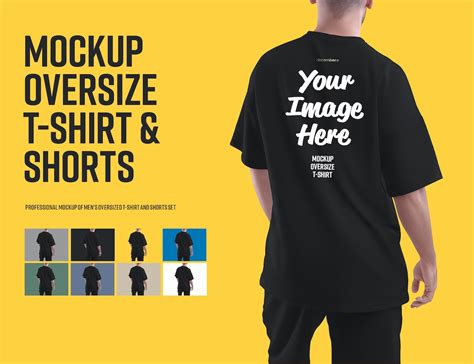 MOCKUP
OVERSIZE
T-SHIRT &
SHORTS
PROFESSIONAL MOCKUP OF MEN'S OVERSIZED T-SHIRT AND SHORTS SET
Your
Image
Here
MOCKUP
OVERSIZE
T-SHIRT